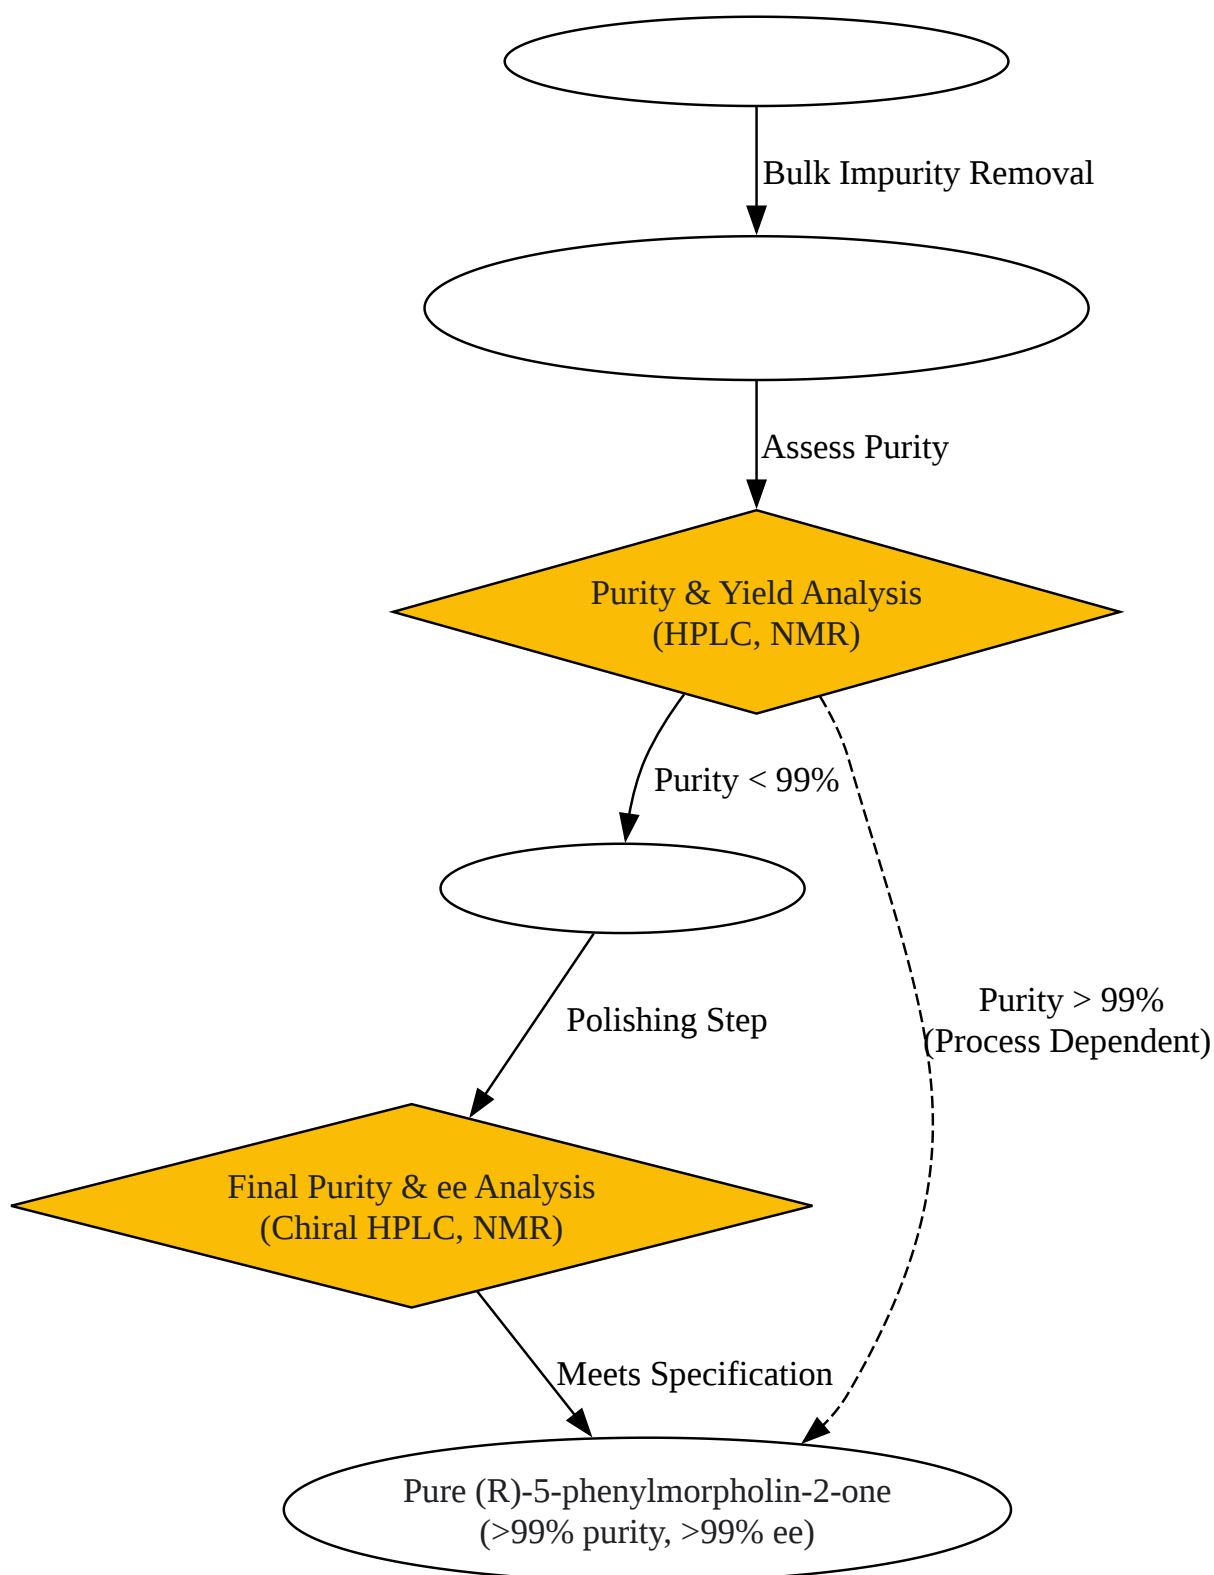 Bulk Impurity Removal
Assess Purity
Purity & Yield Analysis
(HPLC, NMR)
Purity < 99%
Purity > 99%
(Process Dependent)
Polishing Step
Final Purity & ee Analysis
(Chiral HPLC, NMR)
Meets Specification
Pure (R)-5-phenylmorpholin-2-one
(>99% purity, >99% ee)